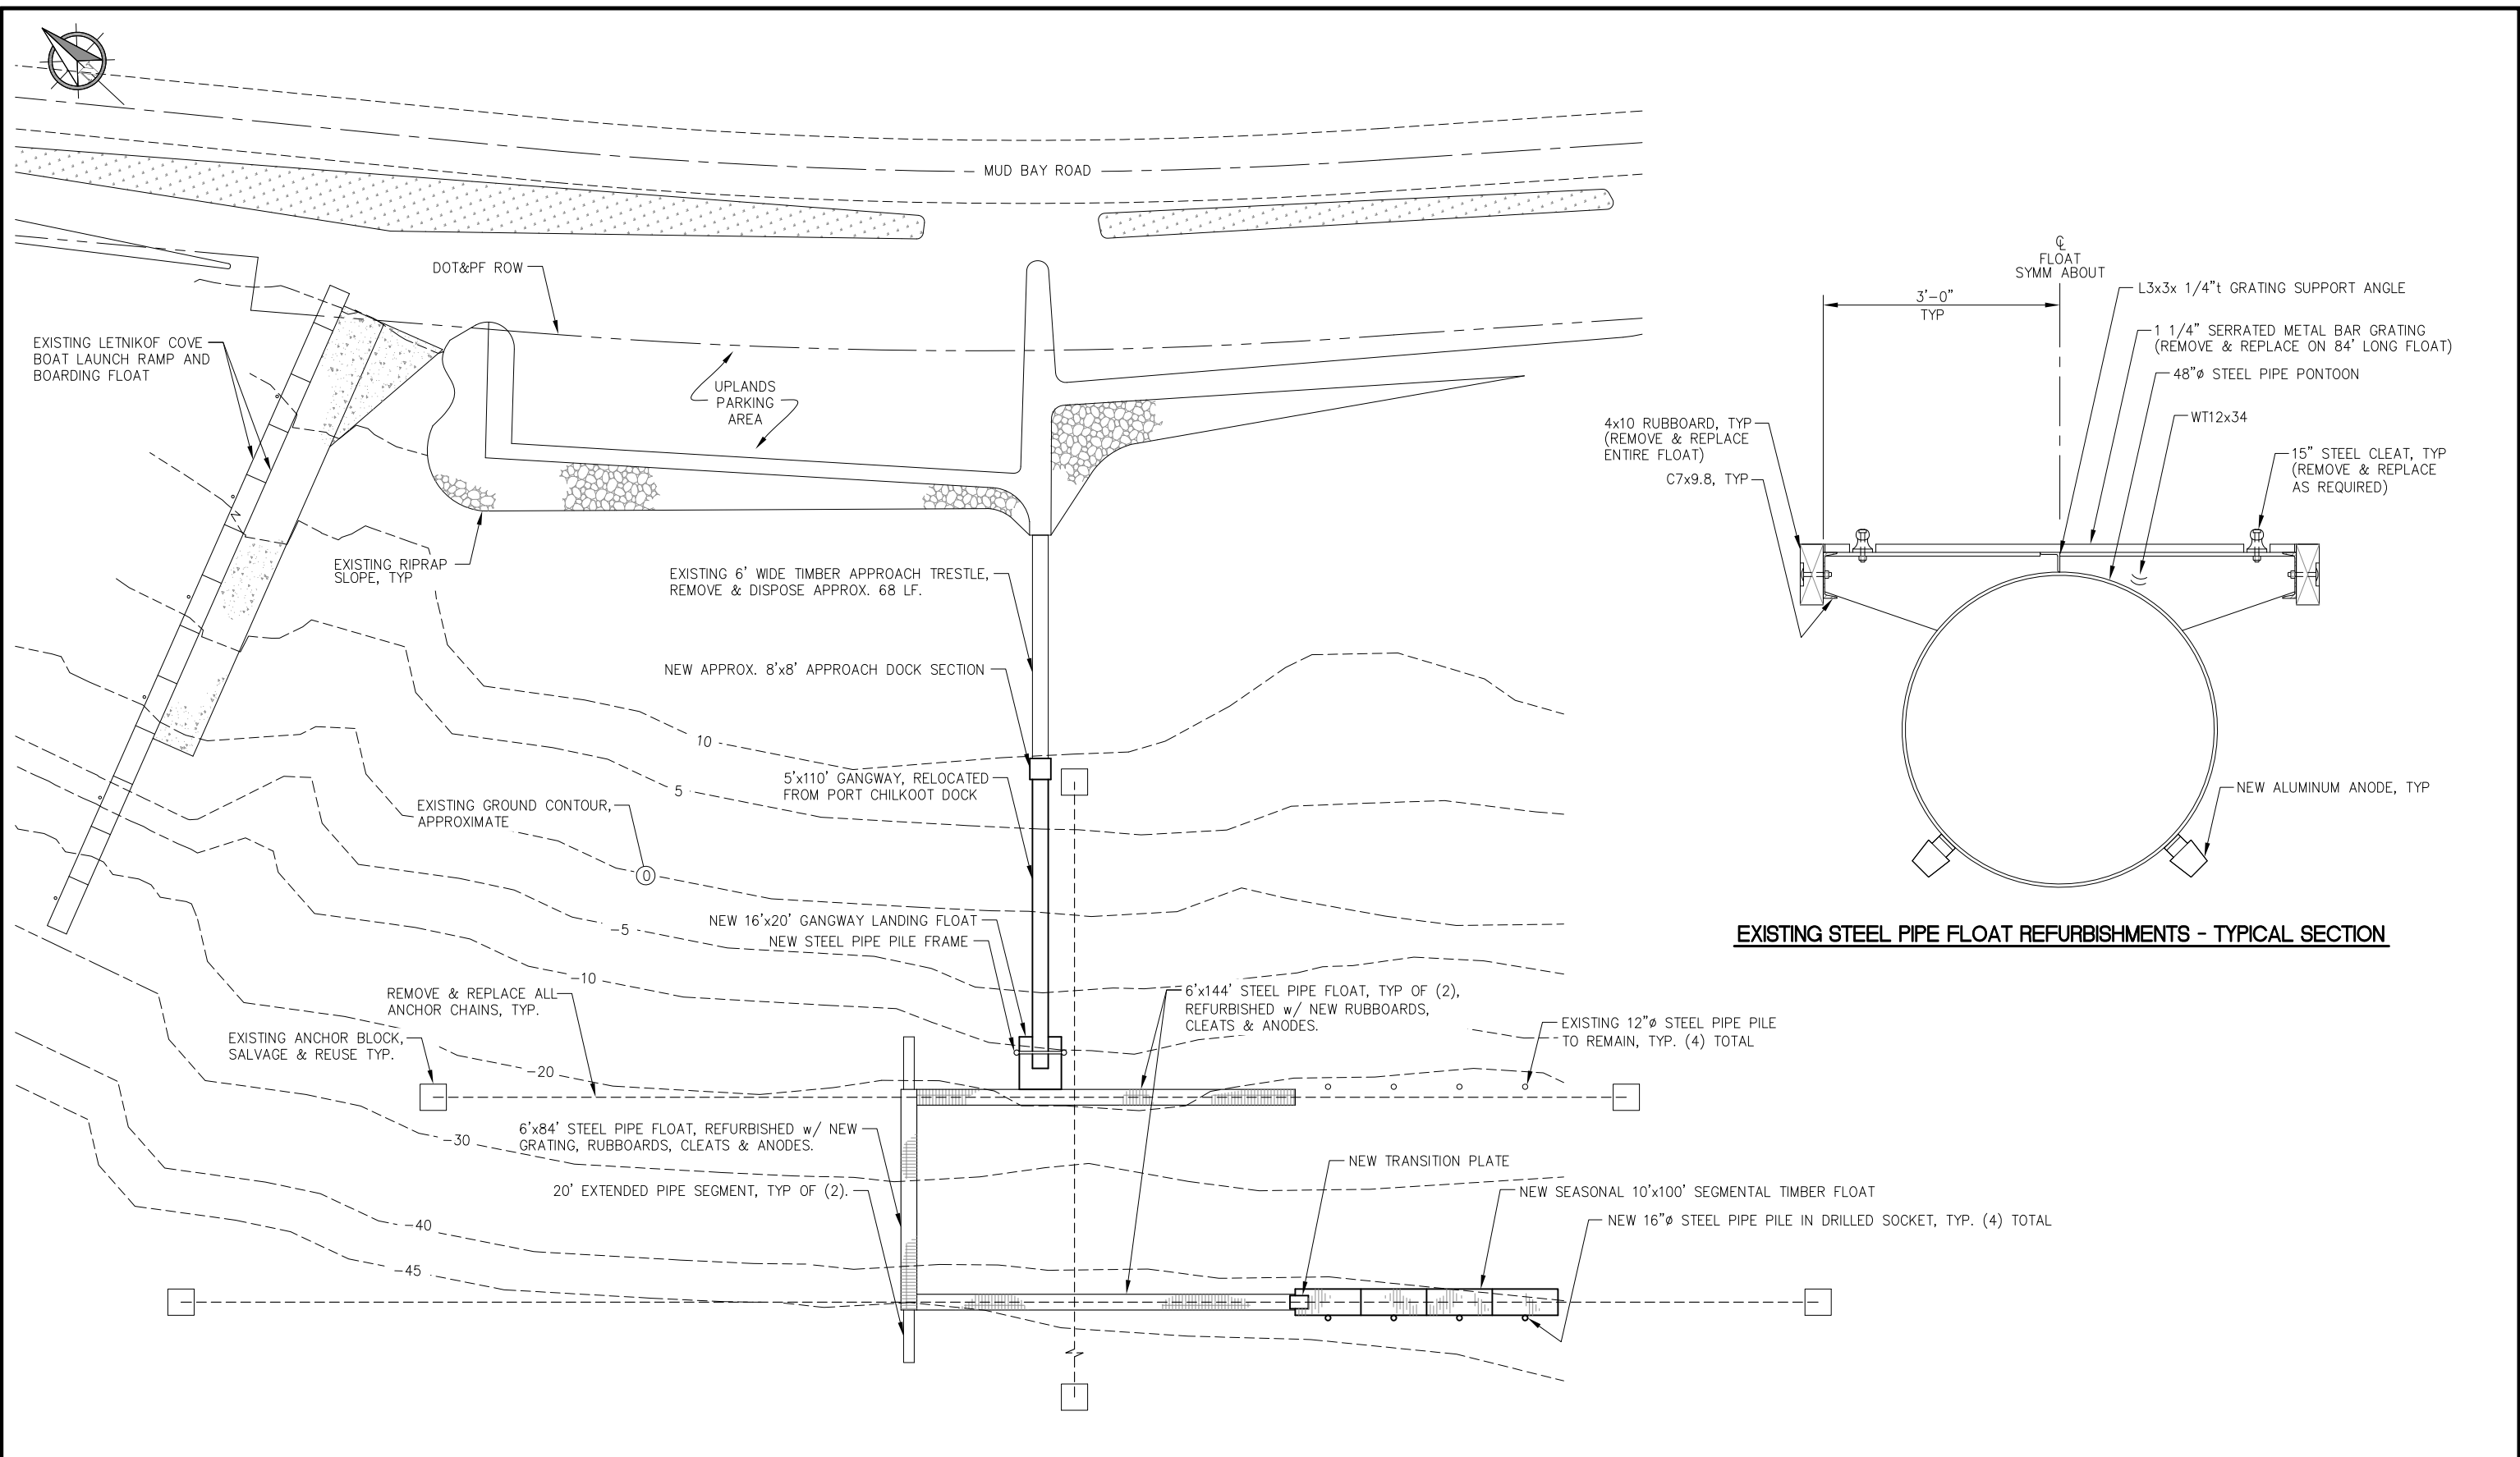 MUD BAY ROAD
DOT&PF ROW
EXISTING LETNIKOF COVE
BOAT LAUNCH RAMP AND
BOARDING FLOAT
UPLANDS
PARKING
AREA
EXISTING RIPRAP
SLOPE, TYP
EXISTING 6' WIDE TIMBER APPROACH TRESTLE,
REMOVE & DISPOSE APPROX. 68 LF.
NEW APPROX. 8'x8' APPROACH DOCK SECTION
10
5'x110' GANGWAY, RELOCATED
FROM PORT CHILKOOT DOCK
5
EXISTING GROUND CONTOUR,
APPROXIMATE
0
NEW 16'x20' GANGWAY LANDING FLOAT
-5
NEW STEEL PIPE PILE FRAME
-10
REMOVE & REPLACE ALL
ANCHOR CHAINS, TYP.
6'x144' STEEL PIPE FLOAT, TYP OF (2),
REFURBISHED w/ NEW RUBBOARDS,
CLEATS & ANODES.
EXISTING ANCHOR BLOCK,
SALVAGE & REUSE TYP.
EXISTING 12"ø STEEL PIPE PILE
TO REMAIN, TYP. (4) TOTAL
-20
6'x84' STEEL PIPE FLOAT, REFURBISHED w/ NEW
GRATING, RUBBOARDS, CLEATS & ANODES.
-30
NEW TRANSITION PLATE
20' EXTENDED PIPE SEGMENT, TYP OF (2).
NEW SEASONAL 10'x100' SEGMENTAL TIMBER FLOAT
-40
NEW 16"ø STEEL PIPE PILE IN DRILLED SOCKET, TYP. (4) TOTAL
-45
℄
FLOAT
SYMM ABOUT
3'-0"
TYP
L3x3x 1/4"t GRATING SUPPORT ANGLE
1 1/4" SERRATED METAL BAR GRATING
(REMOVE & REPLACE ON 84' LONG FLOAT)
48"ø STEEL PIPE PONTOON
WT12x34
4x10 RUBBOARD, TYP
(REMOVE & REPLACE
ENTIRE FLOAT)
C7x9.8, TYP
15" STEEL CLEAT, TYP
(REMOVE & REPLACE
AS REQUIRED)
NEW ALUMINUM ANODE, TYP
EXISTING STEEL PIPE FLOAT REFURBISHMENTS - TYPICAL SECTION